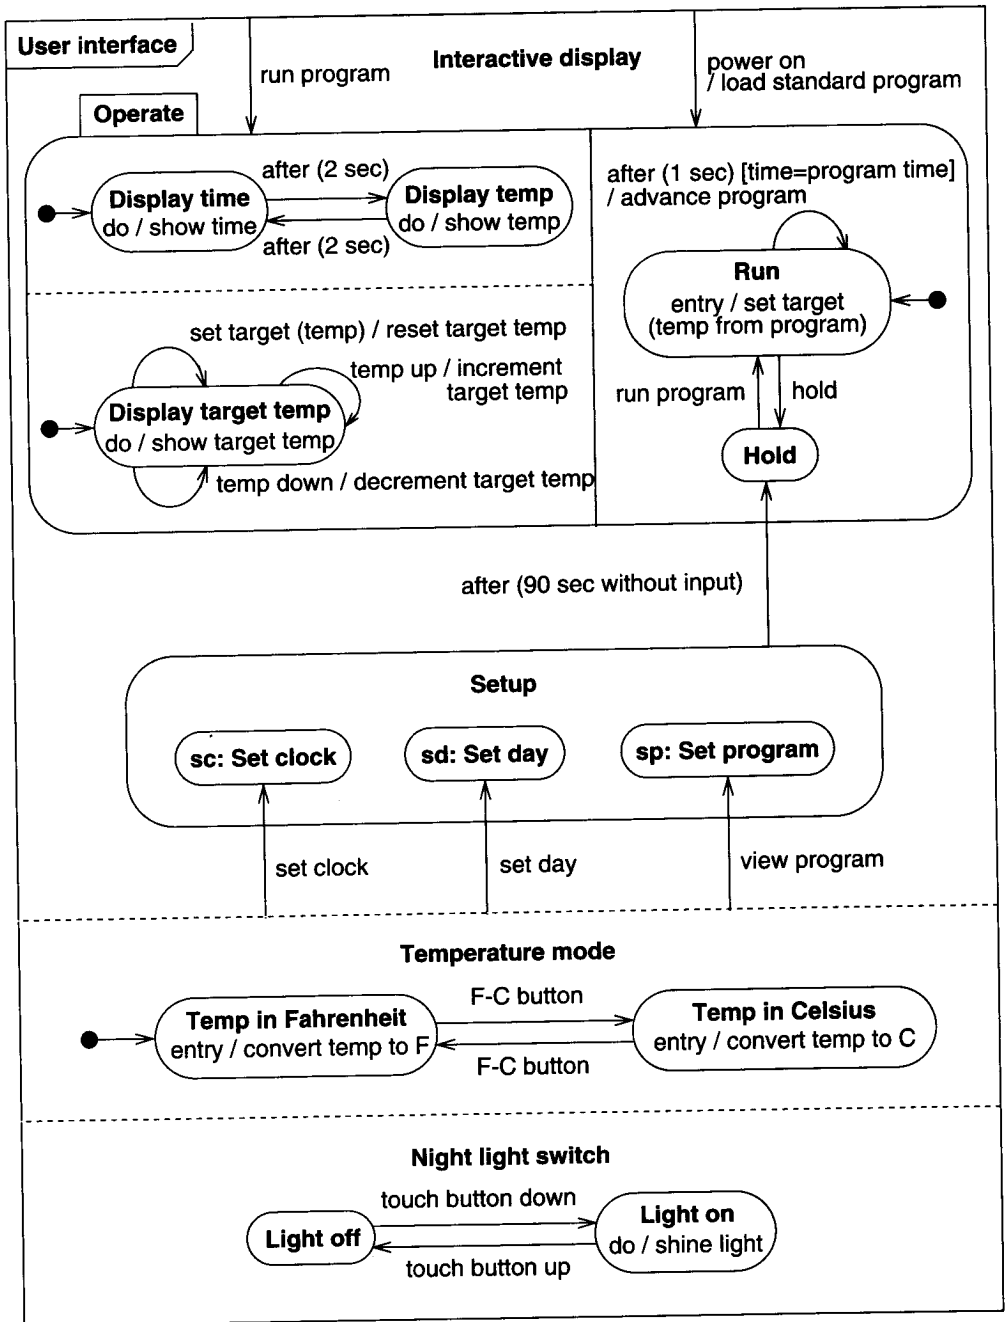 User interface
Interactive display
run program
power on
/ load standard program
Operate
after (2 sec)
Display time
do / show time
Display temp
do / show temp
after (2 sec)
after (1 sec) [time=program time]
/ advance program
Run
entry / set target
(temp from program)
run program
hold
Hold
set target (temp) / reset target temp
temp up / increment
target temp
Display target temp
do / show target temp
temp down / decrement target temp
after (90 sec without input)
Setup
sc: Set clock
sd: Set day
sp: Set program
set clock
set day
view program
Temperature mode
F-C button
Temp in Fahrenheit
entry / convert temp to F
Temp in Celsius
entry / convert temp to C
F-C button
Night light switch
touch button down
Light off
Light on
do / shine light
touch button up